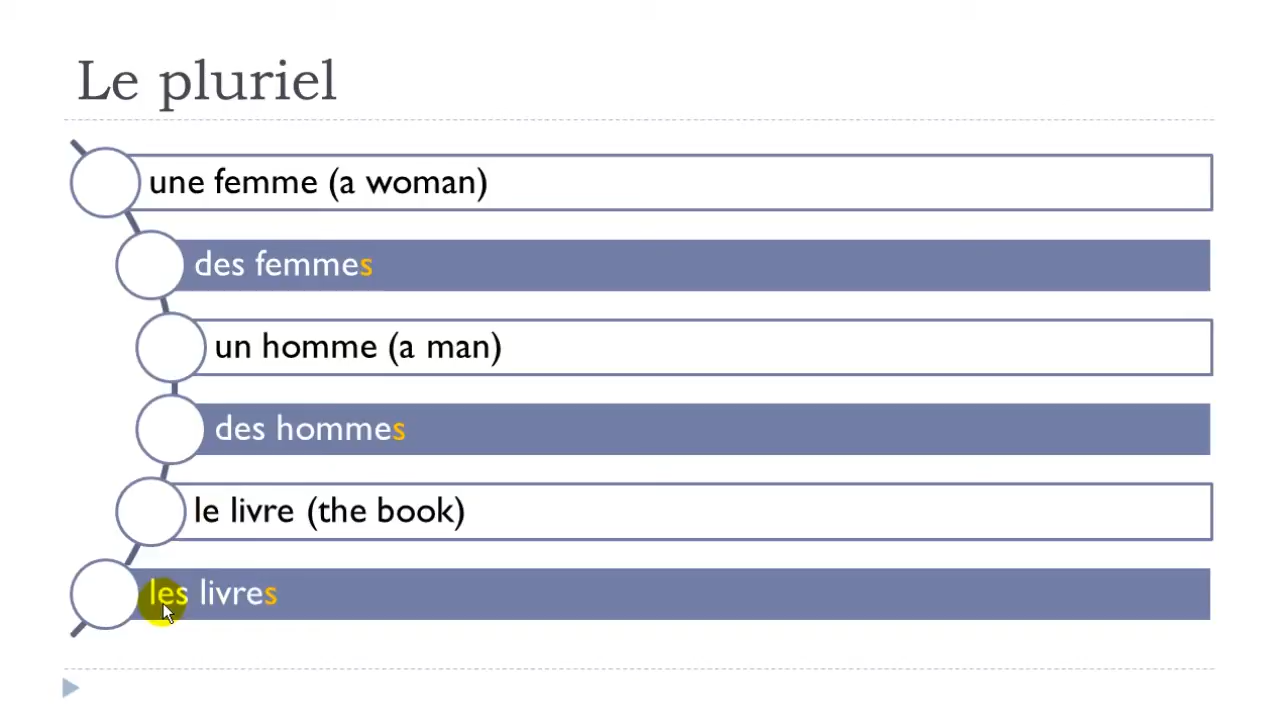 Le pluriel
une femme (a woman)
des femmes
un homme (a man)
des hommes
le livre (the book)
les livres